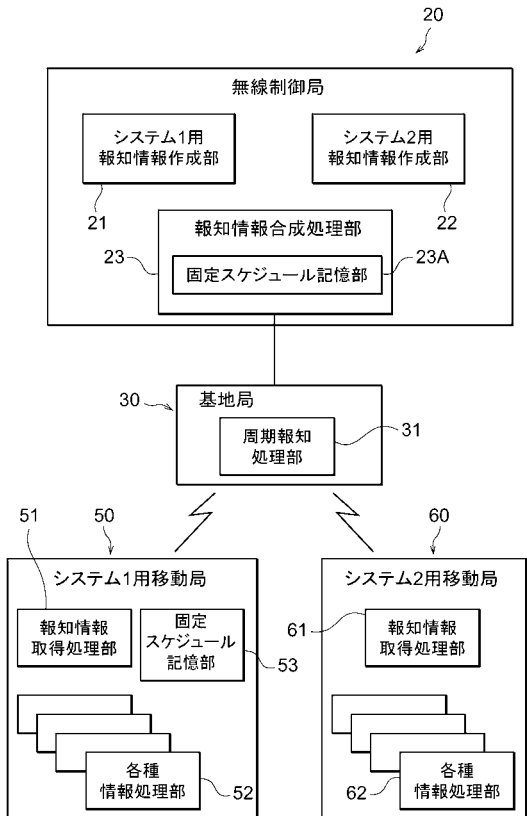 20
無線制御局
システム1用
報知情報作成部
システム2用
報知情報作成部
21
22
報知情報合成処理部
23
固定スケジュール記憶部
23A
30
基地局
周期報知
処理部
31
51
50
60
システム1用移動局
報知情報
取得処理部
固定
スケジュール
記憶部
53
各種
情報処理部
52
システム2用移動局
61
報知情報
取得処理部
各種
情報処理部
62